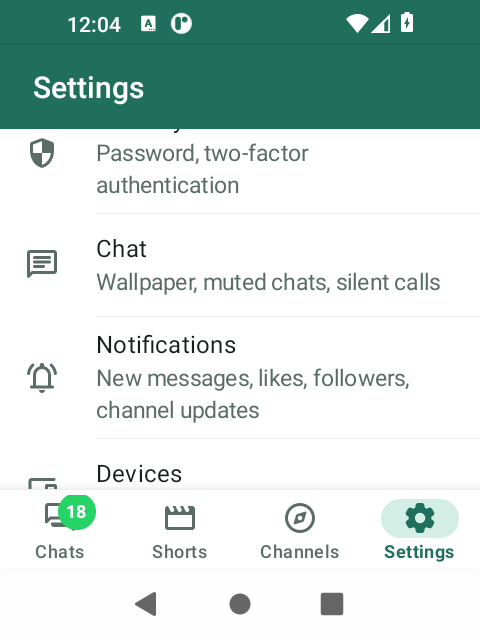 12:04
Settings
Password, two-factor
authentication
Chat
Wallpaper, muted chats, silent calls
Notifications
New messages, likes, followers,
channel updates
Devices
18
Chats
Shorts
Channels
Settings